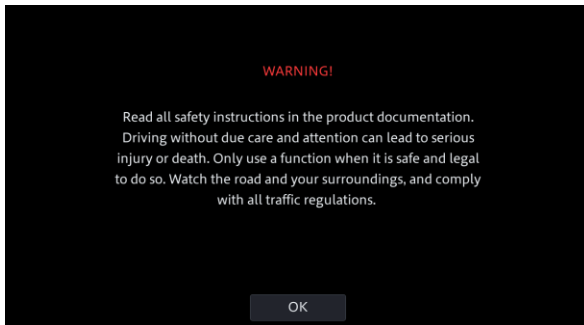 WARNING!
Read all safety instructions in the product documentation.
Driving without due care and attention can lead to serious
injury or death. Only use a function when it is safe and legal
to do so. Watch the road and your surroundings, and comply
with all traffic regulations.
OK